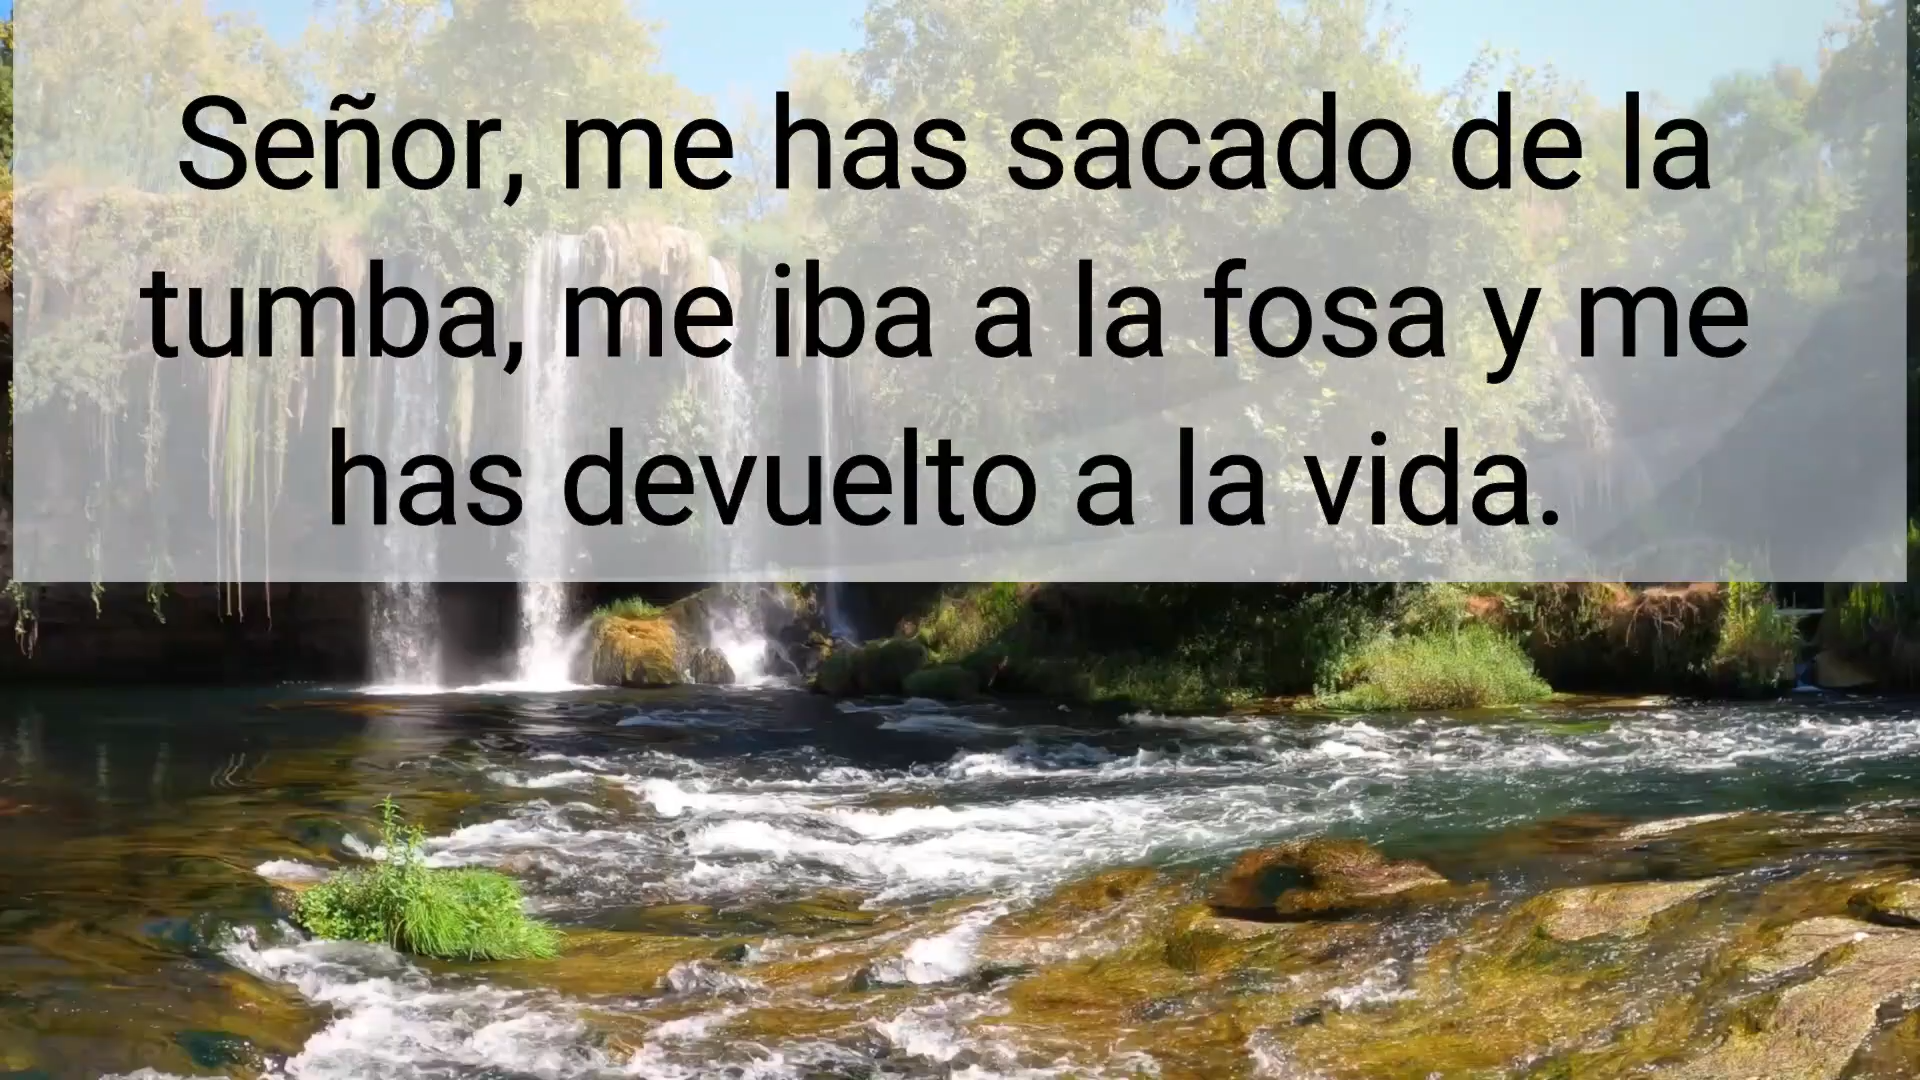 Señor, me has sacado de la
tumba, me iba a la fosa y me
has devuelto a la vida.